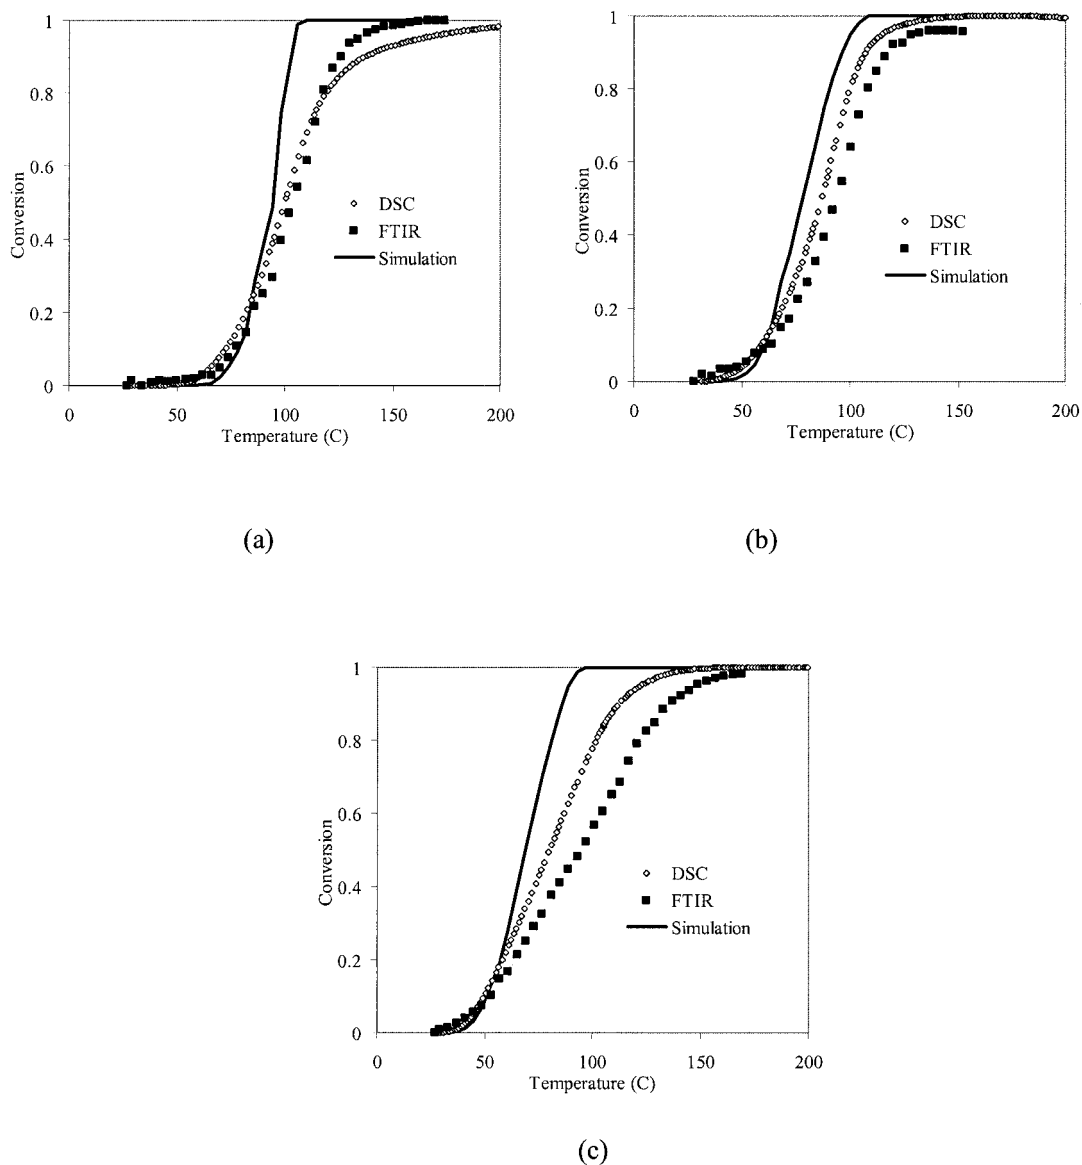 1
0.8
0.6
0.4
0.2
0
Conversion
DSC
FTIR
Simulation
0 50 100 150 200
Temperature (C)
(a)
1
0.8
0.6
0.4
0.2
0
Conversion
DSC
FTIR
Simulation
0 50 100 150 200
Temperature (C)
(b)
1
0.8
0.6
0.4
0.2
0
Conversion
DSC
FTIR
Simulation
0 50 100 150 200
Temperature (C)
(c)